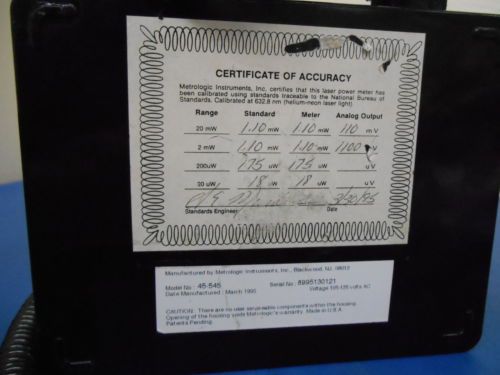 CERTIFICATE OF ACCURACY
Metrologic Instruments, Inc. certifies that this laser power meter has
been calibrated using standards traceable to the National Bureau of
Standards. Calibrated at 632.8 nm (helium-neon laser light).
Range Standard Meter Analog Output
20 mW 1.10 mW 1.10 mW 110 mV
2 mW 1.10 mW 1.10 mW 1100 V
200uW 175 uW 175 uW uV
20 uW 18 uW 18 uW uV
3/30/95
Standards Engineer Date
Manufactured by Metrologic Instruments, Inc., Blackwood, NJ, 08012
Model No : 45-545 Serial No : 8995130121
Date Manufactured : March 1995 Voltage 105-125 volts AC
CAUTION: There are no user serviceable components within the housing.
Opening of the housing voids Metrologic's warranty. Made in U.S.A.
Patents Pending